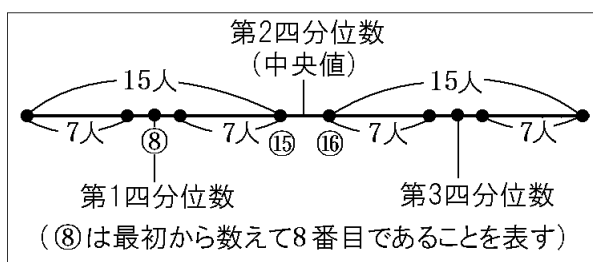 第2四分位数
(中央値)
15人 15人
7人 7人 7人 7人
⑧ ⑮ ⑯
第1四分位数 第3四分位数
(⑧は最初から数えて8番目であることを表す)